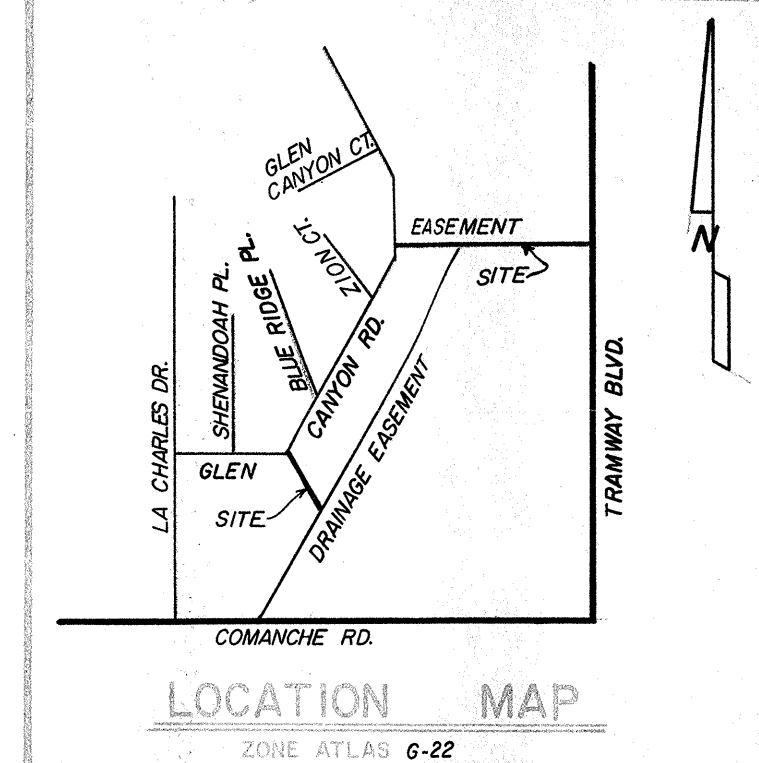 GLEN
CANYON CT.
EASEMENT
SITE
ZION CT.
BLUE RIDGE PL.
SHENANDOAH PL.
CANYON RD.
DRAINAGE EASEMENT
LA CHARLES DR.
GLEN
SITE
TRAMWAY BLVD.
N
COMANCHE RD.
LOCATION MAP
ZONE ATLAS G-22